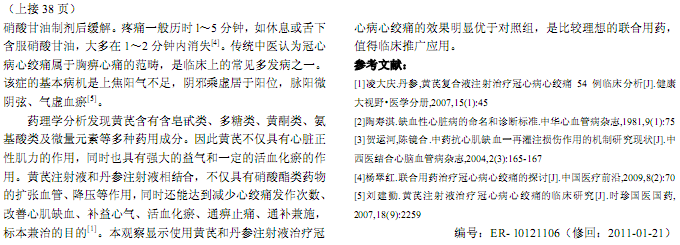 （上接 38 页）
硝酸甘油制剂后缓解。疼痛一般历时 1～5 分钟，如休息或舌下
含服硝酸甘油，大多在 1～2 分钟内消失[4]。传统中医认为冠心
病心绞痛属于胸痹心痛的范畴，是临床上的常见多发病之一。
该症的基本病机是上焦阳气不足，阴邪乘虚居于阳位，脉阳微
阴弦、气虚血瘀[5]。
药理学分析发现黄芪含有含皂甙类、多糖类、黄酮类、氨
基酸类及微量元素等多种药用成分。因此黄芪不仅具有心脏正
性肌力的作用，同时也具有强大的益气和一定的活血化瘀的作
用。黄芪注射液和丹参注射液相结合，不仅具有硝酸酯类药物
的扩张血管、降压等作用，同时还能达到减少心绞痛发作次数、
改善心肌缺血、补益心气、活血化瘀、通痹止痛、通补兼施，
标本兼治的目的[1]。本观察显示使用黄芪和丹参注射液治疗冠
心病心绞痛的效果明显优于对照组，是比较理想的联合用药，
值得临床推广应用。
参考文献：
[1]凌大庆.丹参,黄芪复合液注射治疗冠心病心绞痛 54 例临床分析[J].健康
大视野·医学分册,2007,15(1):45
[2]陶寿淇.缺血性心脏病的命名和诊断标准.中华心血管病杂志,1981,9(1):75
[3]贺运河,陈镜合.中药抗心肌缺血—再灌注损伤作用的机制研究现状[J].中
西医结合心脑血管病杂志,2004,2(3):165-167
[4]杨翠红.联合用药治疗冠心病心绞痛的探讨[J].中国医疗前沿,2009,8(2):70
[5]刘建勤.黄芪注射液治疗冠心病心绞痛的临床研究[J].时珍国医国药,
2007,18(9):2259
编号：ER- 10121106（修回：2011-01-21）